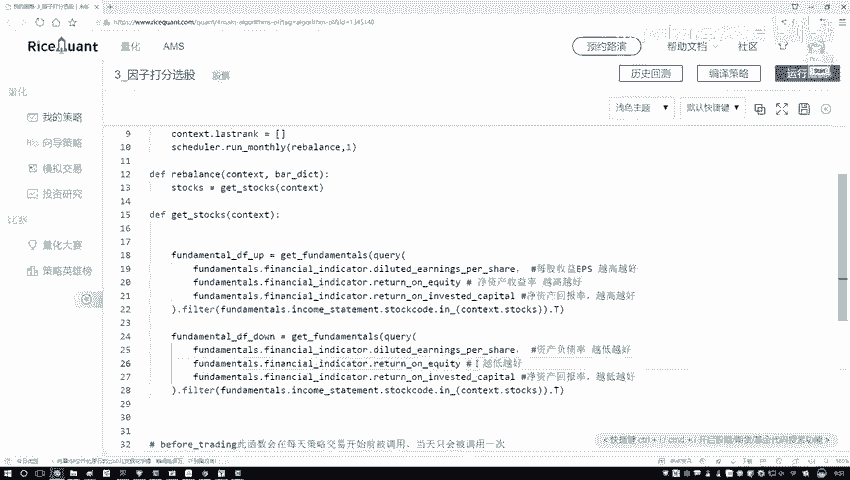 RiceQuant 量化 AMS 预约路演 帮助文档 社区
3_因子打分选股 历史回测 编译策略
浅色主题 默认快捷键
我的策略
向导策略
模拟交易
投资研究
量化大赛
策略英雄榜
9 context.lastrank = []
10 scheduler.run_monthly(rebalance,1)
11
12 def rebalance(context, bar_dict):
13 stocks = get_stocks(context)
14
15 def get_stocks(context):
16
17
18 fundamental_df_up = get_fundamentals(query(
19 fundamentals.financial_indicator.diluted_earnings_per_share, #每股收益EPS 越高越好
20 fundamentals.financial_indicator.return_on_equity # 净资产收益率 越高越好
21 fundamentals.financial_indicator.return_on_invested_capital #净资产回报率, 越高越好
22 ).filter(fundamentals.income_statement.stockcode.in_(context.stocks)).T)
23
24 fundamental_df_down = get_fundamentals(query(
25 fundamentals.financial_indicator.diluted_earnings_per_share, #资产负债率 越低越好
26 fundamentals.financial_indicator.return_on_equity # 越低越好
27 fundamentals.financial_indicator.return_on_invested_capital #净资产回报率, 越低越好
28 ).filter(fundamentals.income_statement.stockcode.in_(context.stocks)).T)
29
30
31
32 # before_trading此函数会在每天策略交易开始前被调用, 当天只会被调用一次